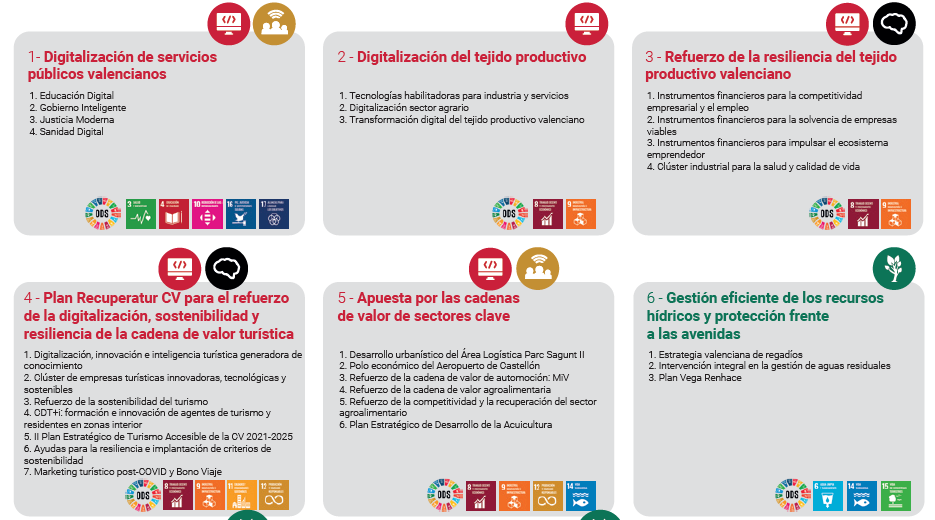 1- Digitalización de servicios
públicos valencianos
1. Educación Digital
2. Gobierno Inteligente
3. Justicia Moderna
4. Sanidad Digital
ODS
3
4
10
16
17
2 - Digitalización del tejido productivo
1. Tecnologías habilitadoras para industria y servicios
2. Digitalización sector agrario
3. Transformación digital del tejido productivo valenciano
ODS
8
9
3 - Refuerzo de la resiliencia del tejido
productivo valenciano
1. Instrumentos financieros para la competitividad
empresarial y el empleo
2. Instrumentos financieros para la solvencia de empresas
viables
3. Instrumentos financieros para impulsar el ecosistema
emprendedor
4. Clúster industrial para la salud y calidad de vida
ODS
8
9
4 - Plan Recuperatur CV para el refuerzo
de la digitalización, sostenibilidad y
resiliencia de la cadena de valor turística
1. Digitalización, innovación e inteligencia turística generadora de
conocimiento
2. Clúster de empresas turísticas innovadoras, tecnológicas y
sostenibles
3. Refuerzo de la sostenibilidad del turismo
4. CDT+i: formación e innovación de agentes de turismo y
residentes en zonas interior
5. II Plan Estratégico de Turismo Accesible de la CV 2021-2025
6. Ayudas para la resiliencia e implantación de criterios de
sostenibilidad
7. Marketing turístico post-COVID y Bono Viaje
ODS
8
9
11
12
5 - Apuesta por las cadenas
de valor de sectores clave
1. Desarrollo urbanístico del Área Logística Parc Sagunt II
2. Polo económico del Aeropuerto de Castellón
3. Refuerzo de la cadena de valor de automoción: MiV
4. Refuerzo de la cadena de valor agroalimentaria
5. Refuerzo de la competitividad y la recuperación del sector
agroalimentario
6. Plan Estratégico de Desarrollo de la Acuicultura
ODS
8
9
12
14
6 - Gestión eficiente de los recursos
hídricos y protección frente
a las avenidas
1. Estrategia valenciana de regadíos
2. Intervención integral en la gestión de aguas residuales
3. Plan Vega Renhace
ODS
6
14
15